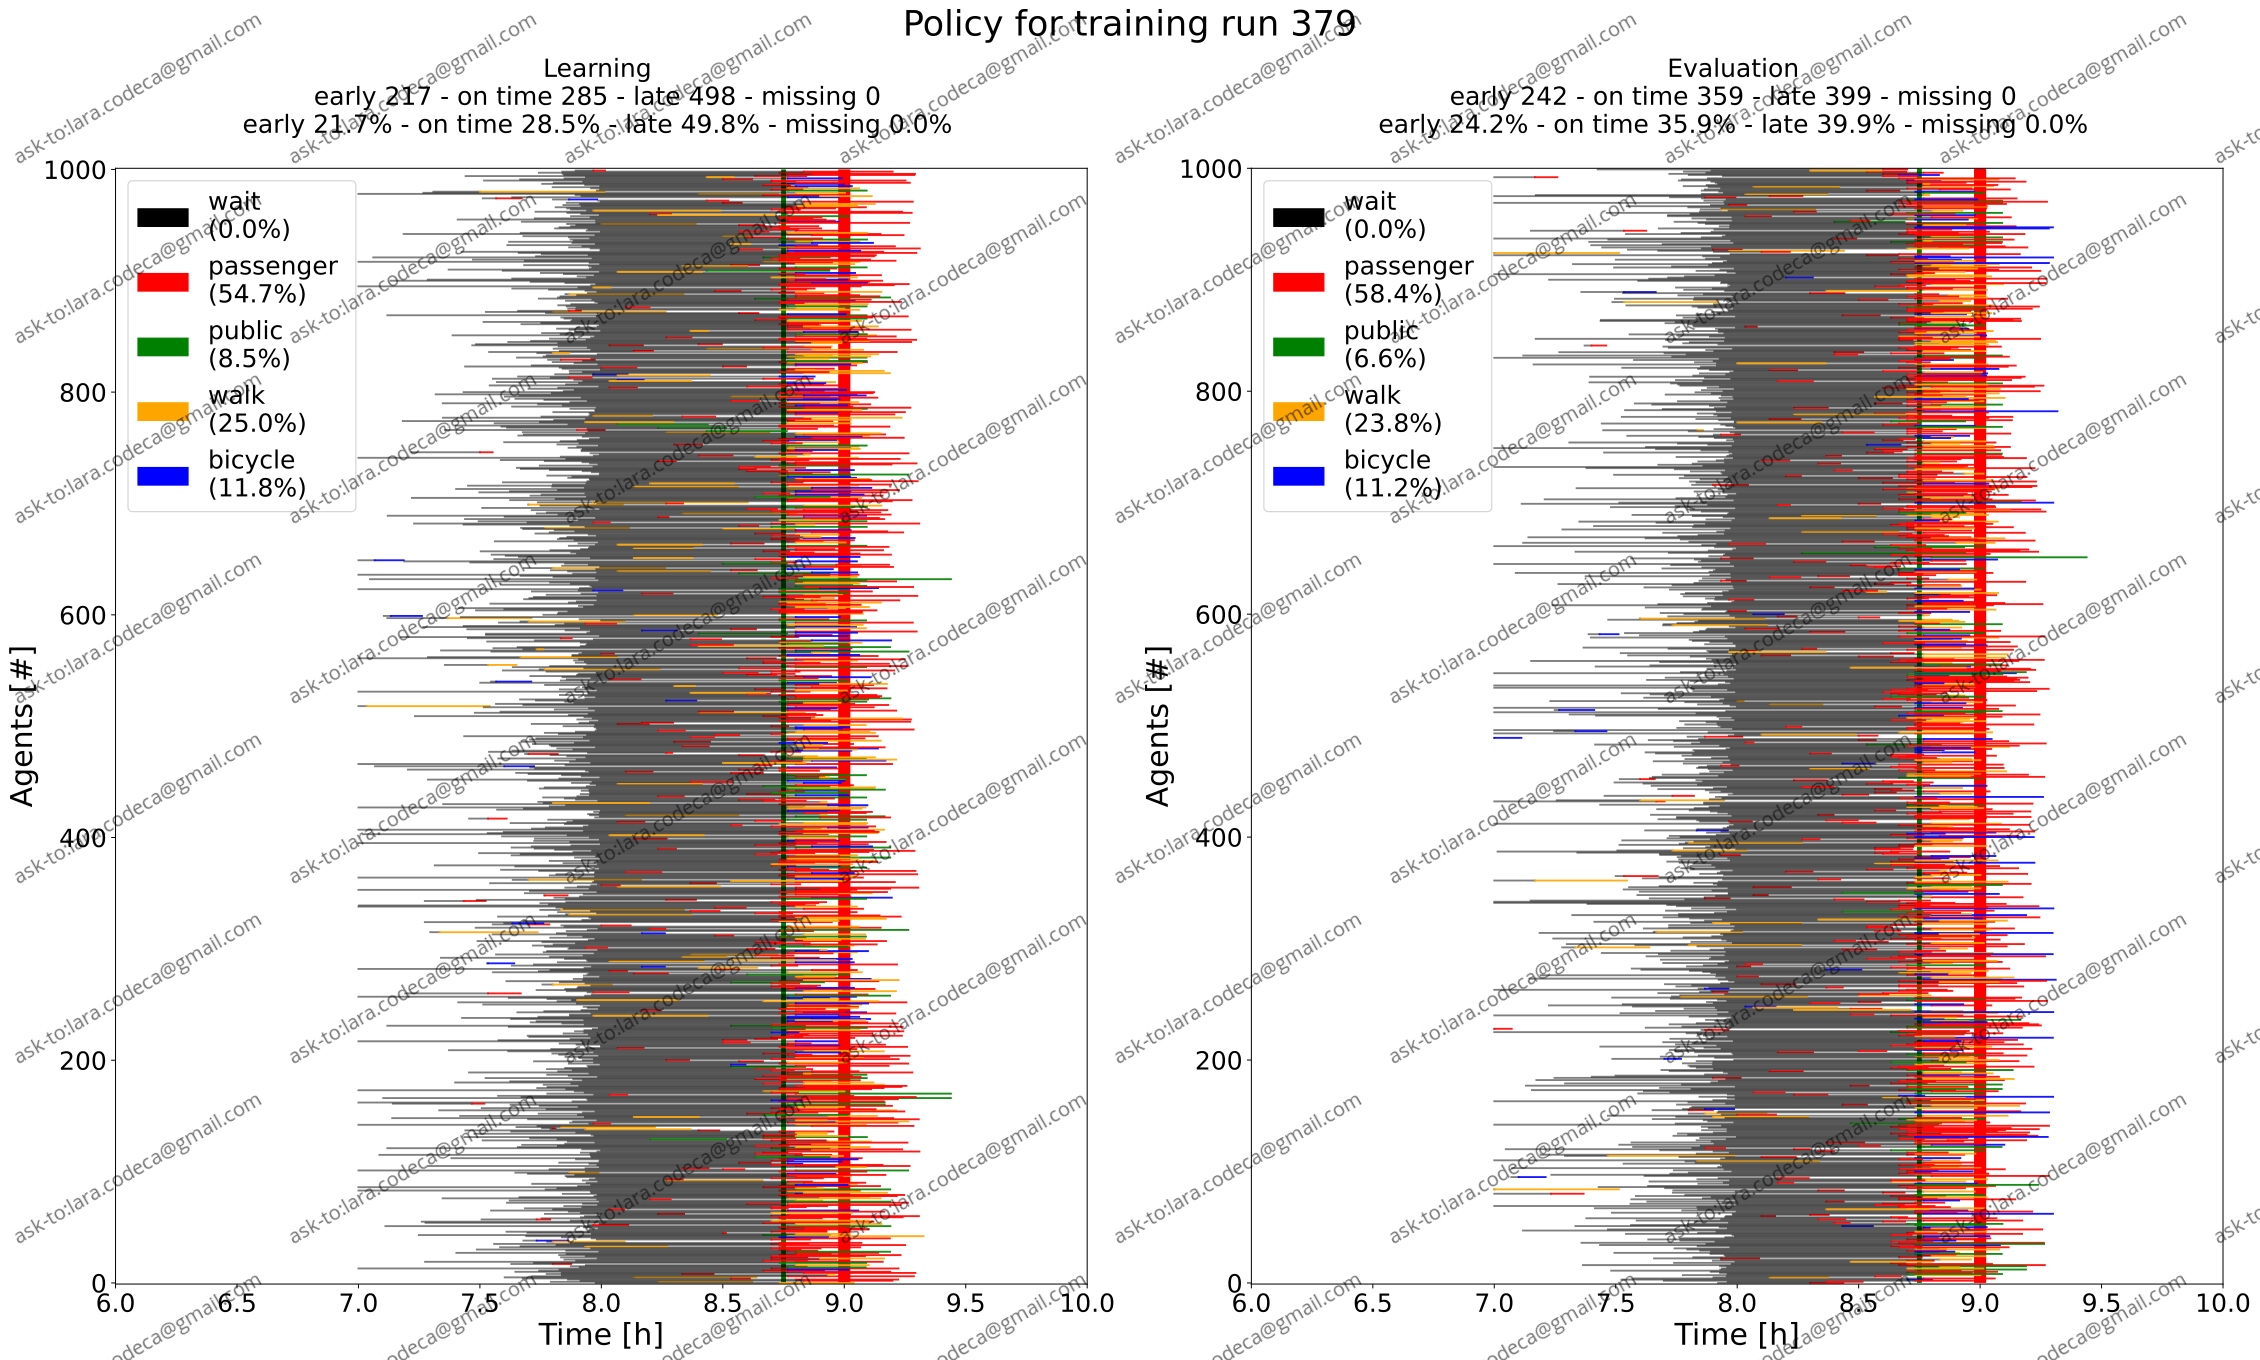 Policy for training run 379
Learning
early 217 - on time 285 - late 498 - missing 0
early 21.7% - on time 28.5% - late 49.8% - missing 0.0%
1000
800
600
400
200
0
Agents [#]
wait
(0.0%)
passenger
(54.7%)
public
(8.5%)
walk
(25.0%)
bicycle
(11.8%)
6.0 6.5 7.0 7.5 8.0 8.5 9.0 9.5 10.0
Time [h]
Evaluation
early 242 - on time 359 - late 399 - missing 0
early 24.2% - on time 35.9% - late 39.9% - missing 0.0%
1000
800
600
400
200
0
Agents [#]
wait
(0.0%)
passenger
(58.4%)
public
(6.6%)
walk
(23.8%)
bicycle
(11.2%)
6.0 6.5 7.0 7.5 8.0 8.5 9.0 9.5 10.0
Time [h]
ask-to:lara.codeca@gmail.com